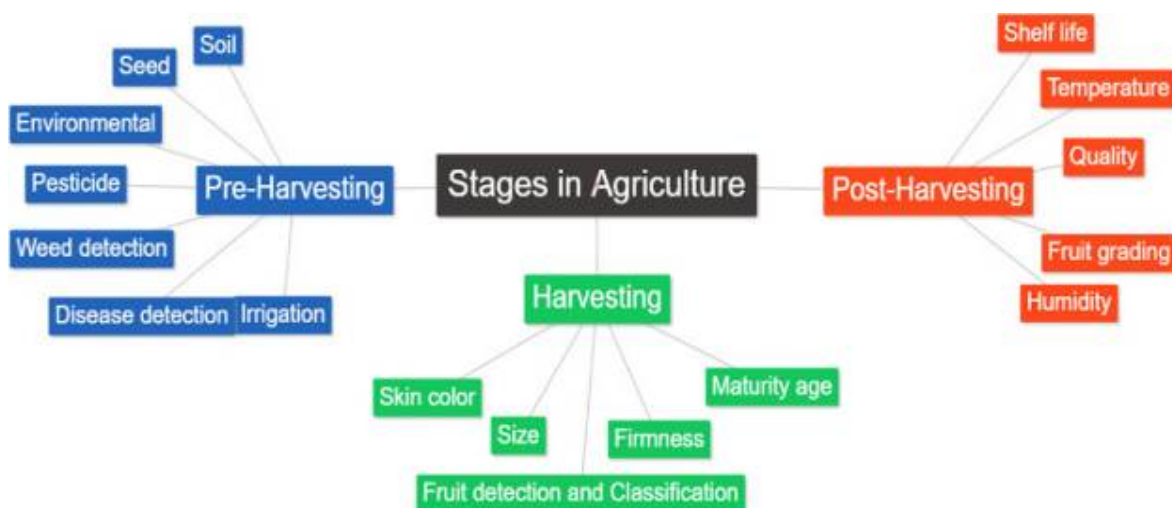 Stages in Agriculture
Pre-Harvesting
Soil
Seed
Environmental
Pesticide
Weed detection
Disease detection
Irrigation
Harvesting
Skin color
Size
Fruit detection and Classification
Firmness
Maturity age
Post-Harvesting
Shelf life
Temperature
Quality
Fruit grading
Humidity